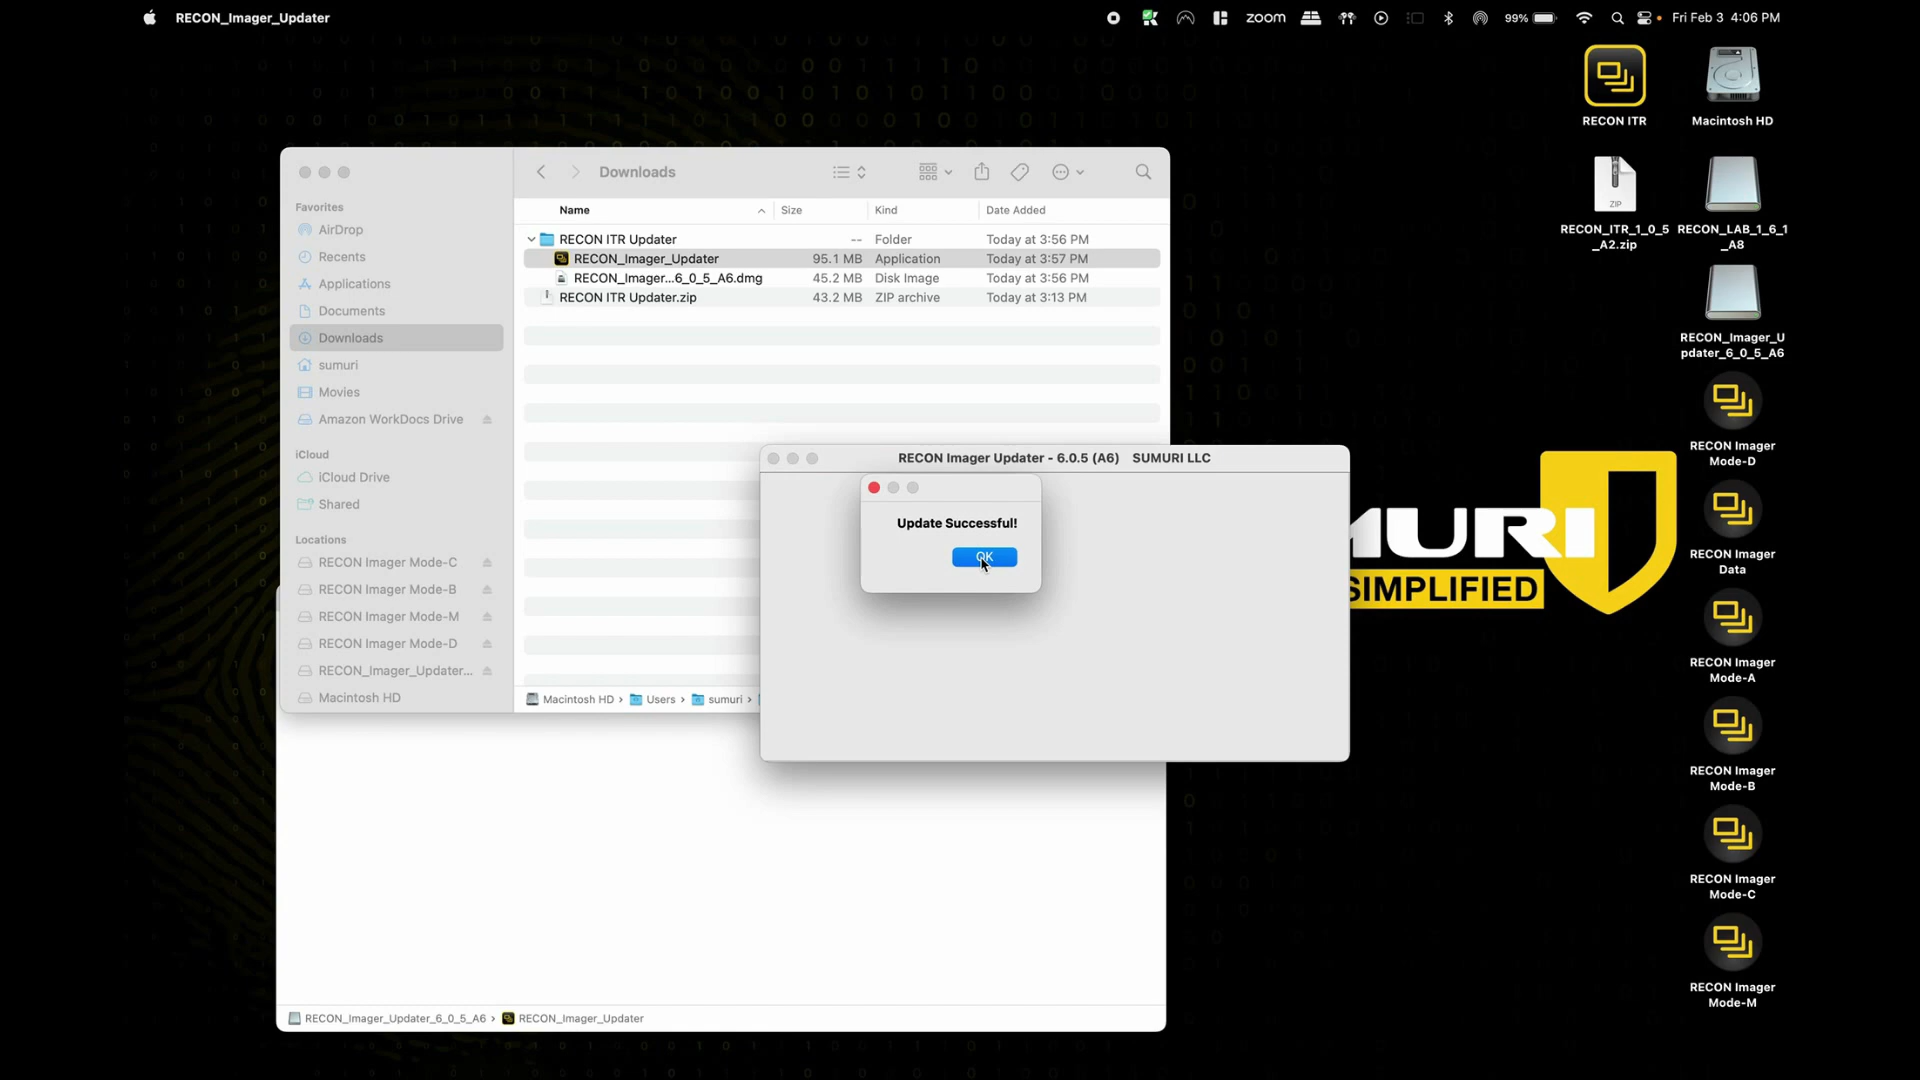 RECON_Imager_Updater
zoom
99%
Fri Feb 3 4:06 PM
RECON ITR
Macintosh HD
ZIP
RECON_ITR_1_0_5
_A2.zip
RECON_LAB_1_6_1
_A8
RECON_Imager_U
pdater_6_0_5_A6
RECON Imager
Mode-D
RECON Imager
Data
RECON Imager
Mode-A
RECON Imager
Mode-B
RECON Imager
Mode-C
RECON Imager
Mode-M
Downloads
Favorites
AirDrop
Recents
Applications
Documents
Downloads
sumuri
Movies
Amazon WorkDocs Drive
iCloud
iCloud Drive
Shared
Locations
RECON Imager Mode-C
RECON Imager Mode-B
RECON Imager Mode-M
RECON Imager Mode-D
RECON_Imager_Updater...
Macintosh HD
Name Size Kind Date Added
RECON ITR Updater -- Folder Today at 3:56 PM
RECON_Imager_Updater 95.1 MB Application Today at 3:57 PM
RECON_Imager...6_0_5_A6.dmg 45.2 MB Disk Image Today at 3:56 PM
RECON ITR Updater.zip 43.2 MB ZIP archive Today at 3:13 PM
Macintosh HD › Users › sumuri ›
RECON Imager Updater - 6.0.5 (A6) SUMURI LLC
Update Successful!
OK
MURI
SIMPLIFIED
RECON_Imager_Updater_6_0_5_A6 › RECON_Imager_Updater